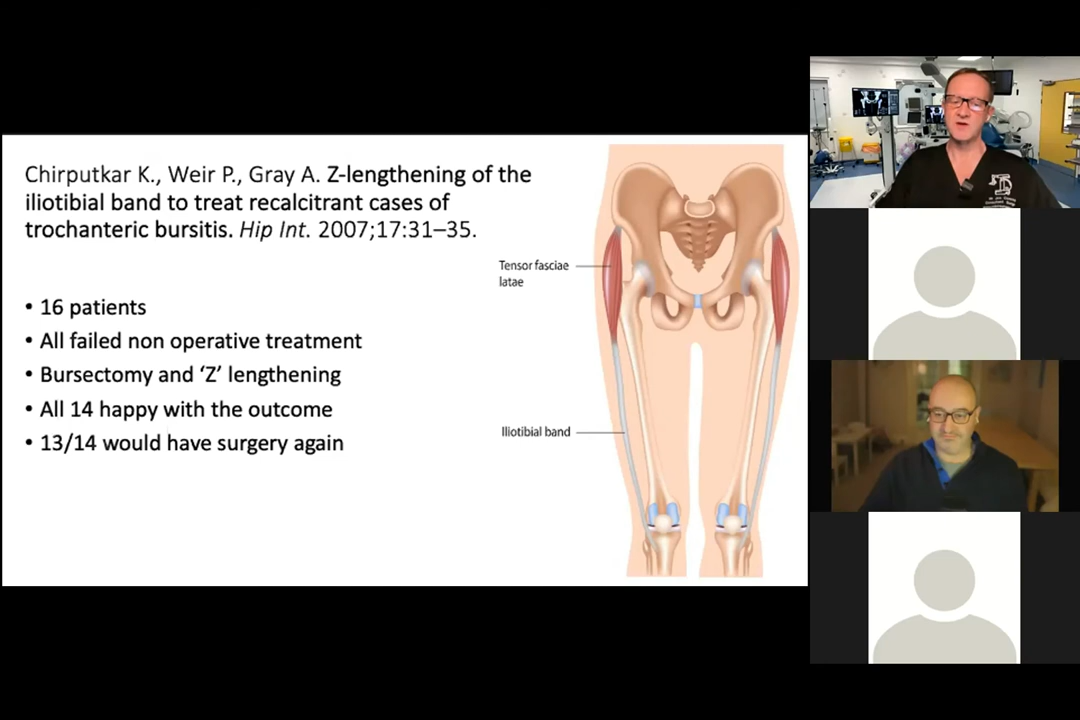 Chirputkar K., Weir P., Gray A. Z-lengthening of the
iliotibial band to treat recalcitrant cases of
trochanteric bursitis. Hip Int. 2007;17:31–35.
• 16 patients
• All failed non operative treatment
• Bursectomy and ‘Z’ lengthening
• All 14 happy with the outcome
• 13/14 would have surgery again
Tensor fasciae
latae
Iliotibial band